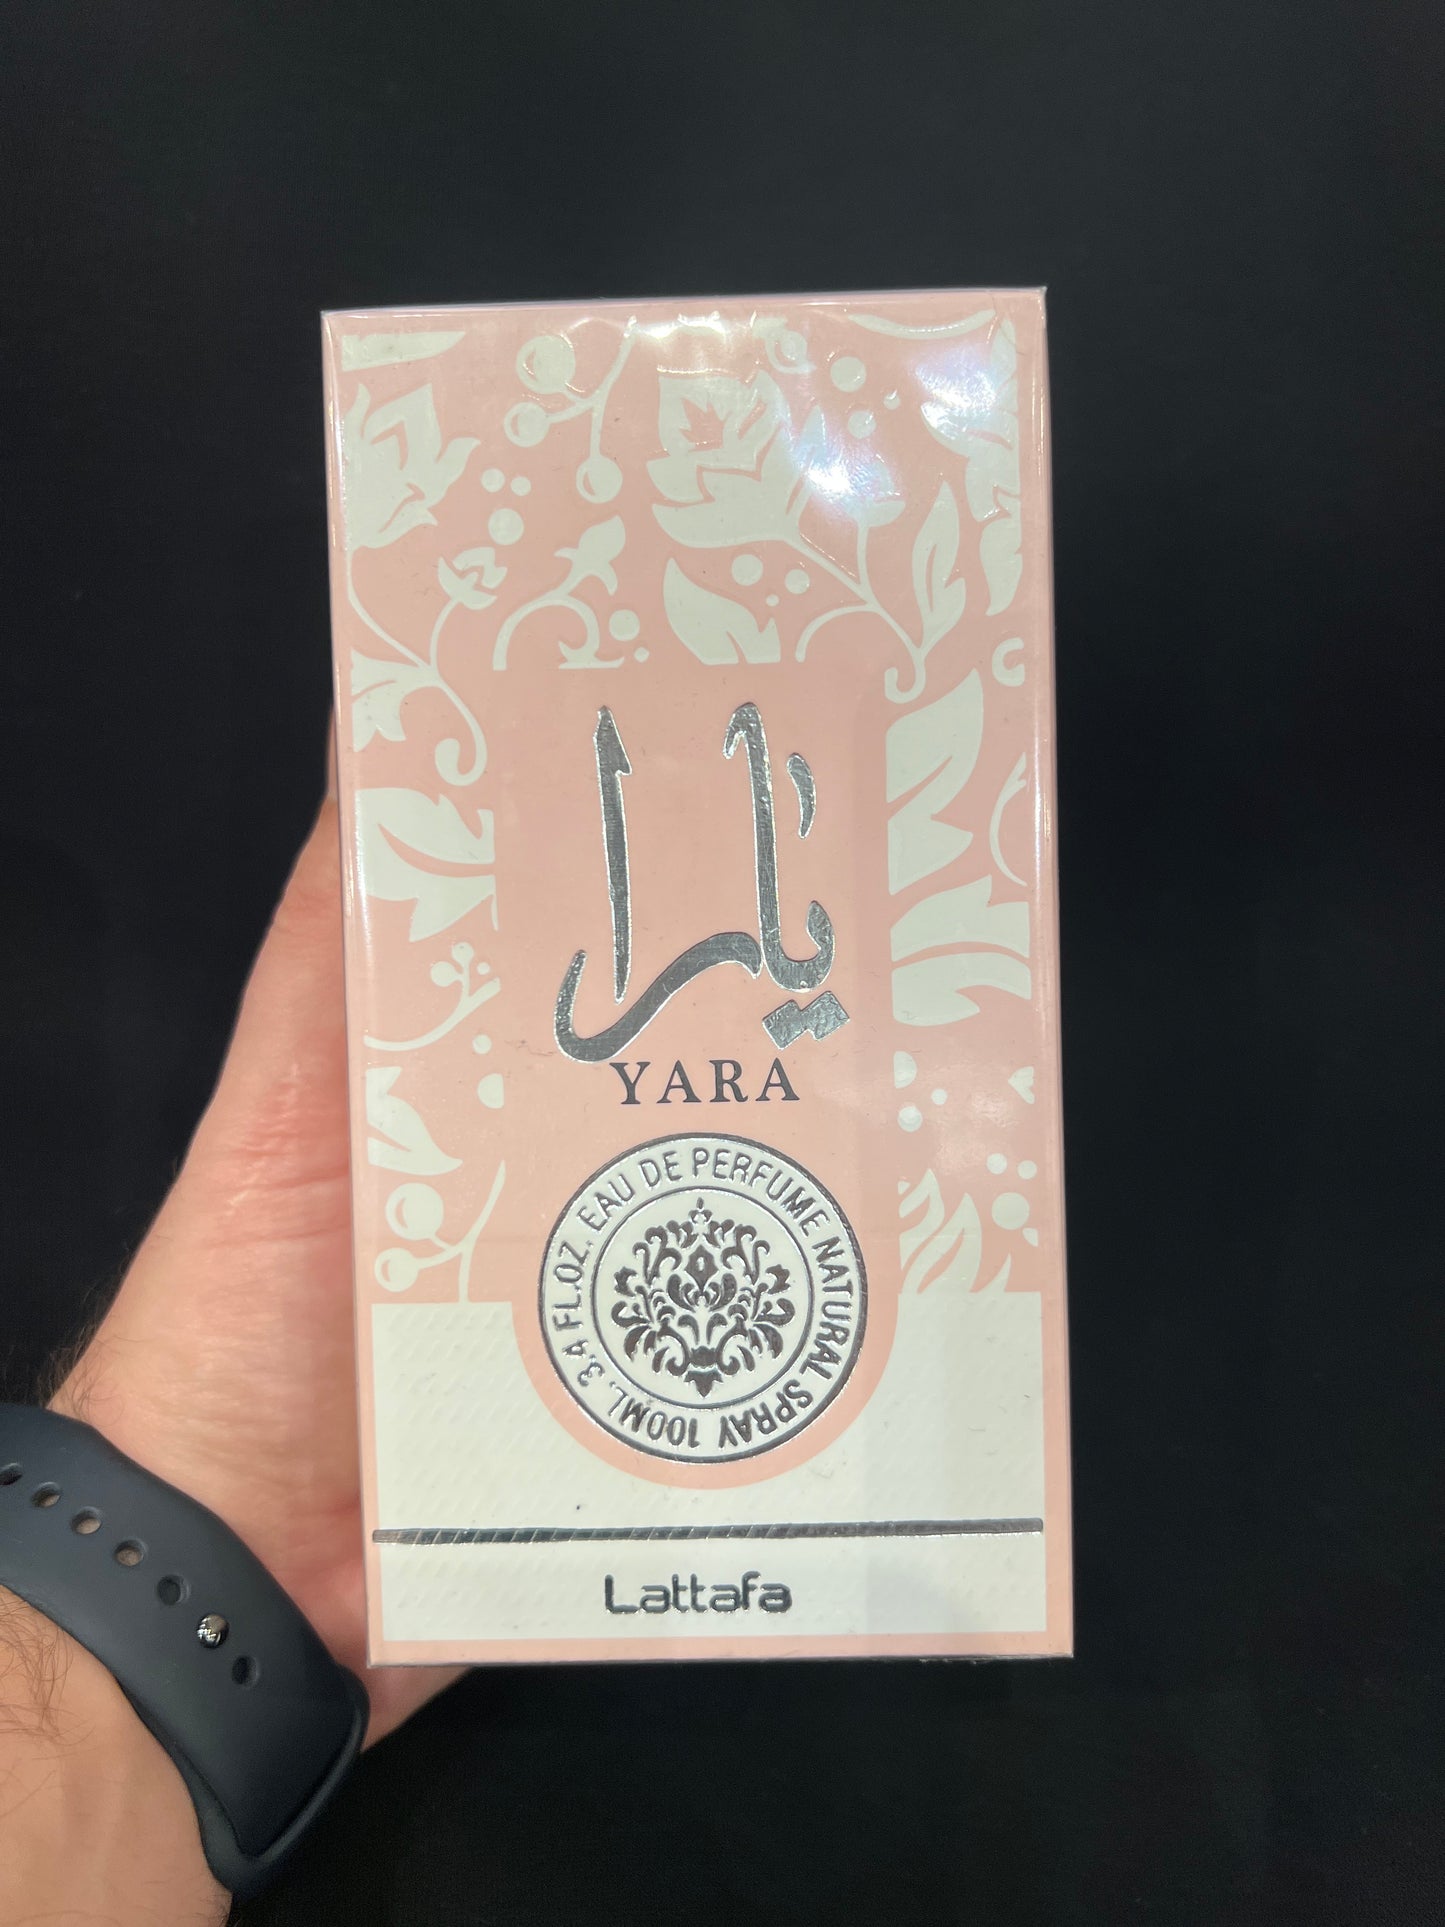 يارا
YARA
EAU DE PERFUME NATURAL SPRAY 100ML. 3,4 FL.OZ.
Lattafa